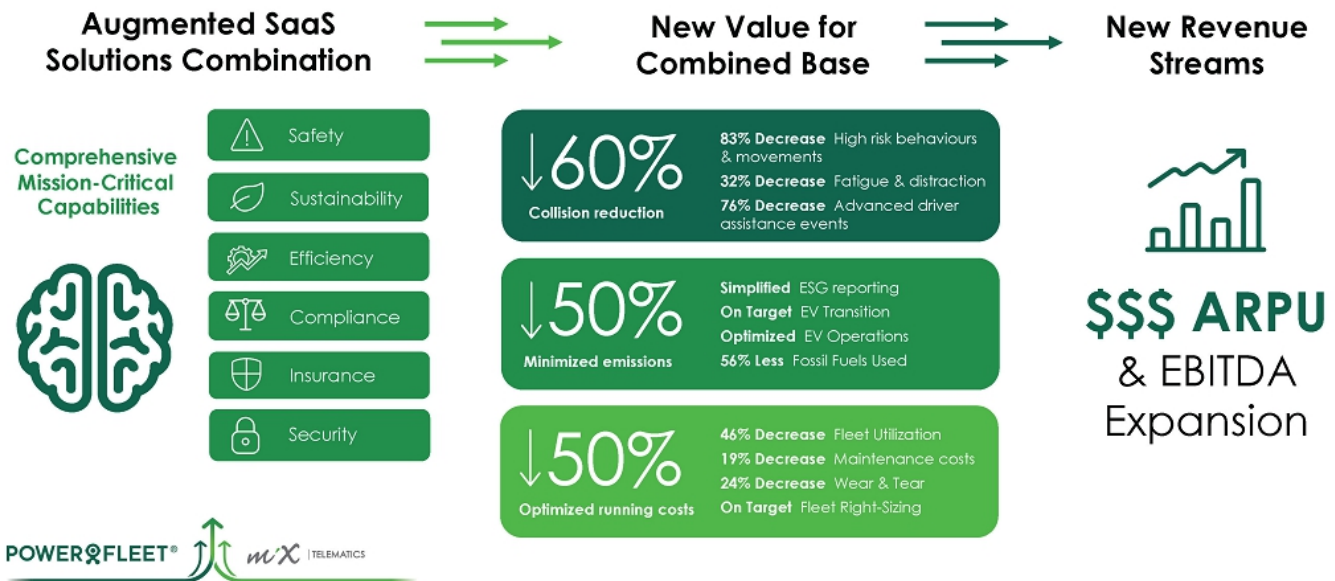 Augmented SaaS
Solutions Combination
New Value for
Combined Base
New Revenue
Streams
Comprehensive
Mission-Critical
Capabilities
Safety
Sustainability
Efficiency
Compliance
Insurance
Security
↓60%
Collision reduction
83% Decrease High risk behaviours
& movements
32% Decrease Fatigue & distraction
76% Decrease Advanced driver
assistance events
↓50%
Minimized emissions
Simplified ESG reporting
On Target EV Transition
Optimized EV Operations
56% Less Fossil Fuels Used
↓50%
Optimized running costs
46% Decrease Fleet Utilization
19% Decrease Maintenance costs
24% Decrease Wear & Tear
On Target Fleet Right-Sizing
$$$ ARPU
& EBITDA
Expansion
POWERFLEET®
mix | TELEMATICS